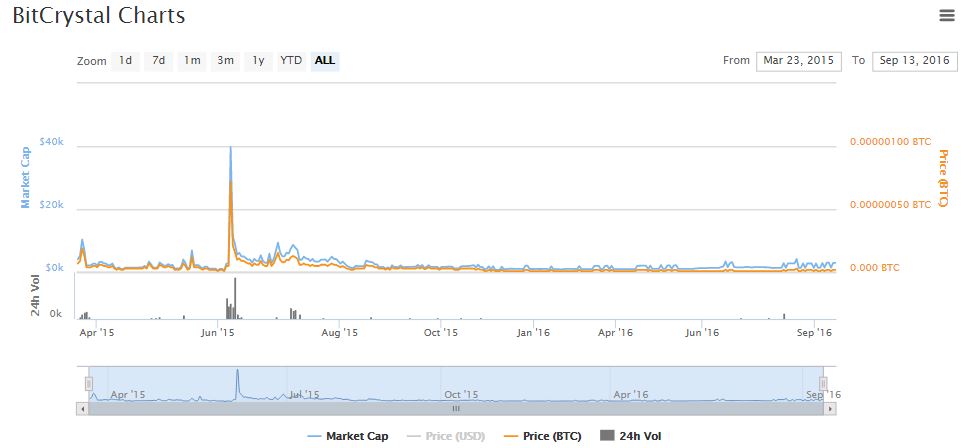 BitCrystal Charts
Zoom 1d 7d 1m 3m 1y YTD ALL From Mar 23, 2015 To Sep 13, 2016
$40k 0.00000100 BTC
Market Cap
Price (BTC)
$20k 0.00000050 BTC
$0k 0.000 BTC
24h Vol
0k
Apr '15 Jun '15 Aug '15 Oct '15 Jan '16 Apr '16 Jun '16 Sep '16
Apr '15 Jul '15 Oct '15 Apr '16 Sep '16
Market Cap Price (USD) Price (BTC) 24h Vol